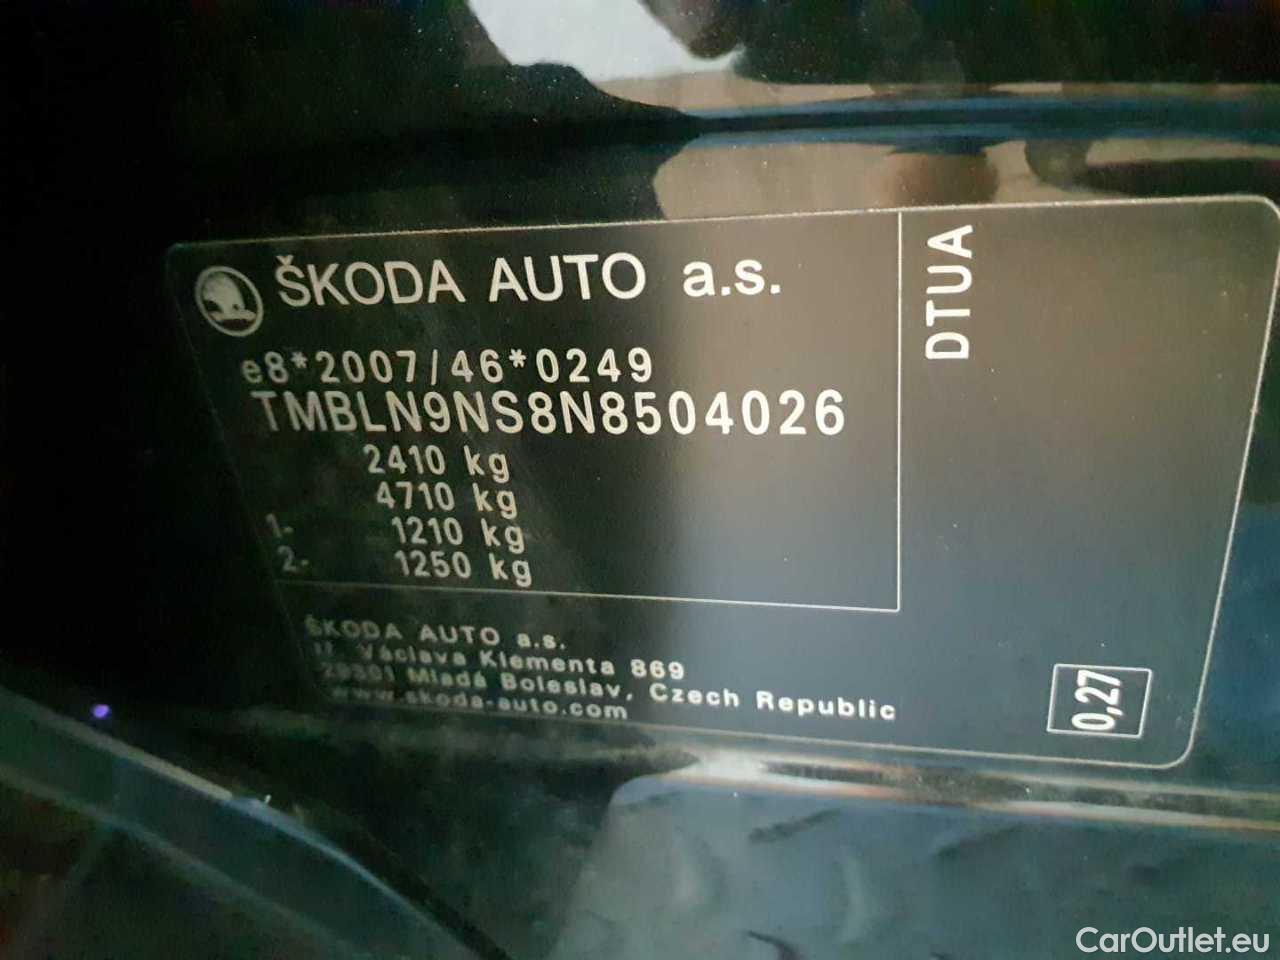 ŠKODA AUTO a.s.
e8*2007/46*0249
TMBLN9NS8N8504026
2410 kg
4710 kg
1- 1210 kg
2- 1250 kg
ŠKODA AUTO a.s.
tř. Václava Klementa 869
29301 Mladá Boleslav, Czech Republic
www.skoda-auto.com
DTUA
0,27
CarOutlet.eu